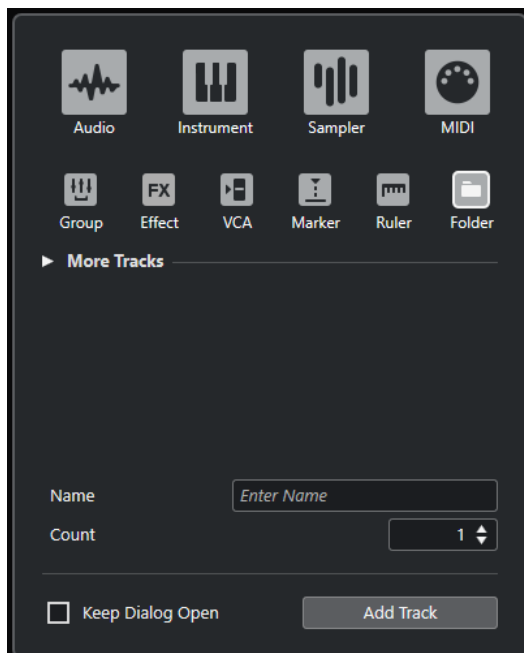 Audio Instrument Sampler MIDI
FX
Group Effect VCA Marker Ruler Folder
More Tracks
Name Enter Name
Count 1
Keep Dialog Open Add Track